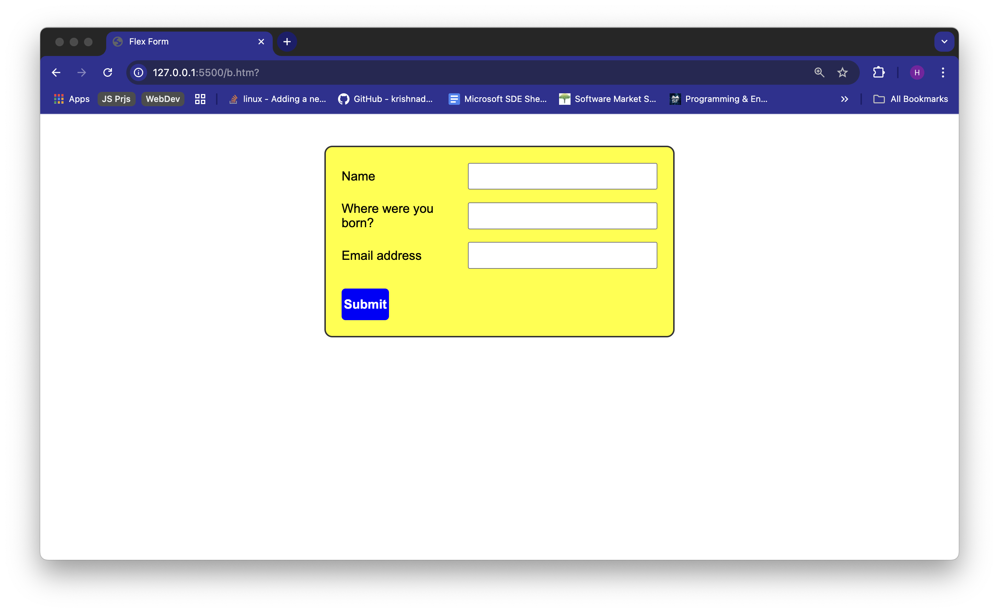 Flex Form
127.0.0.1:5500/b.htm?
H
Apps JS Prjs WebDev linux - Adding a ne... GitHub - krishnad... Microsoft SDE She... Software Market S... SF Programming & En... All Bookmarks
Name
Where were you
born?
Email address
Submit